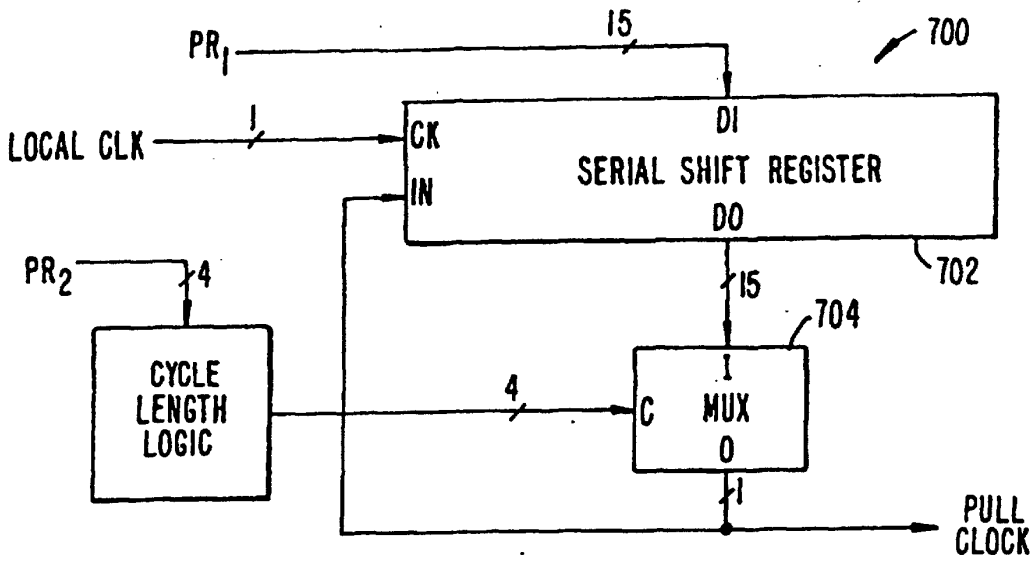 15
700
PR1
1
DI
LOCAL CLK
CK
SERIAL SHIFT REGISTER
IN
DO
702
PR2
4
15
704
CYCLE
LENGTH
LOGIC
4
I
C
MUX
O
1
PULL
CLOCK